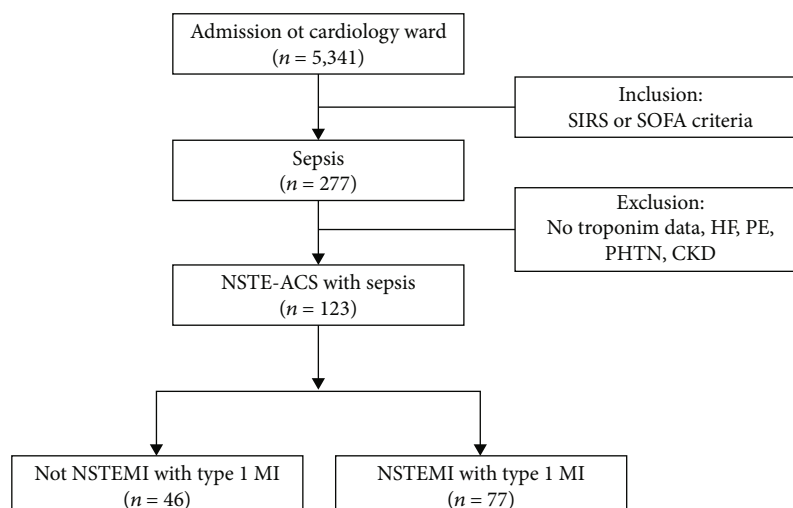 Admission ot cardiology ward
(n = 5,341)
Inclusion:
SIRS or SOFA criteria
Sepsis
(n = 277)
Exclusion:
No troponim data, HF, PE,
PHTN, CKD
NSTE-ACS with sepsis
(n = 123)
Not NSTEMI with type 1 MI
(n = 46)
NSTEMI with type 1 MI
(n = 77)